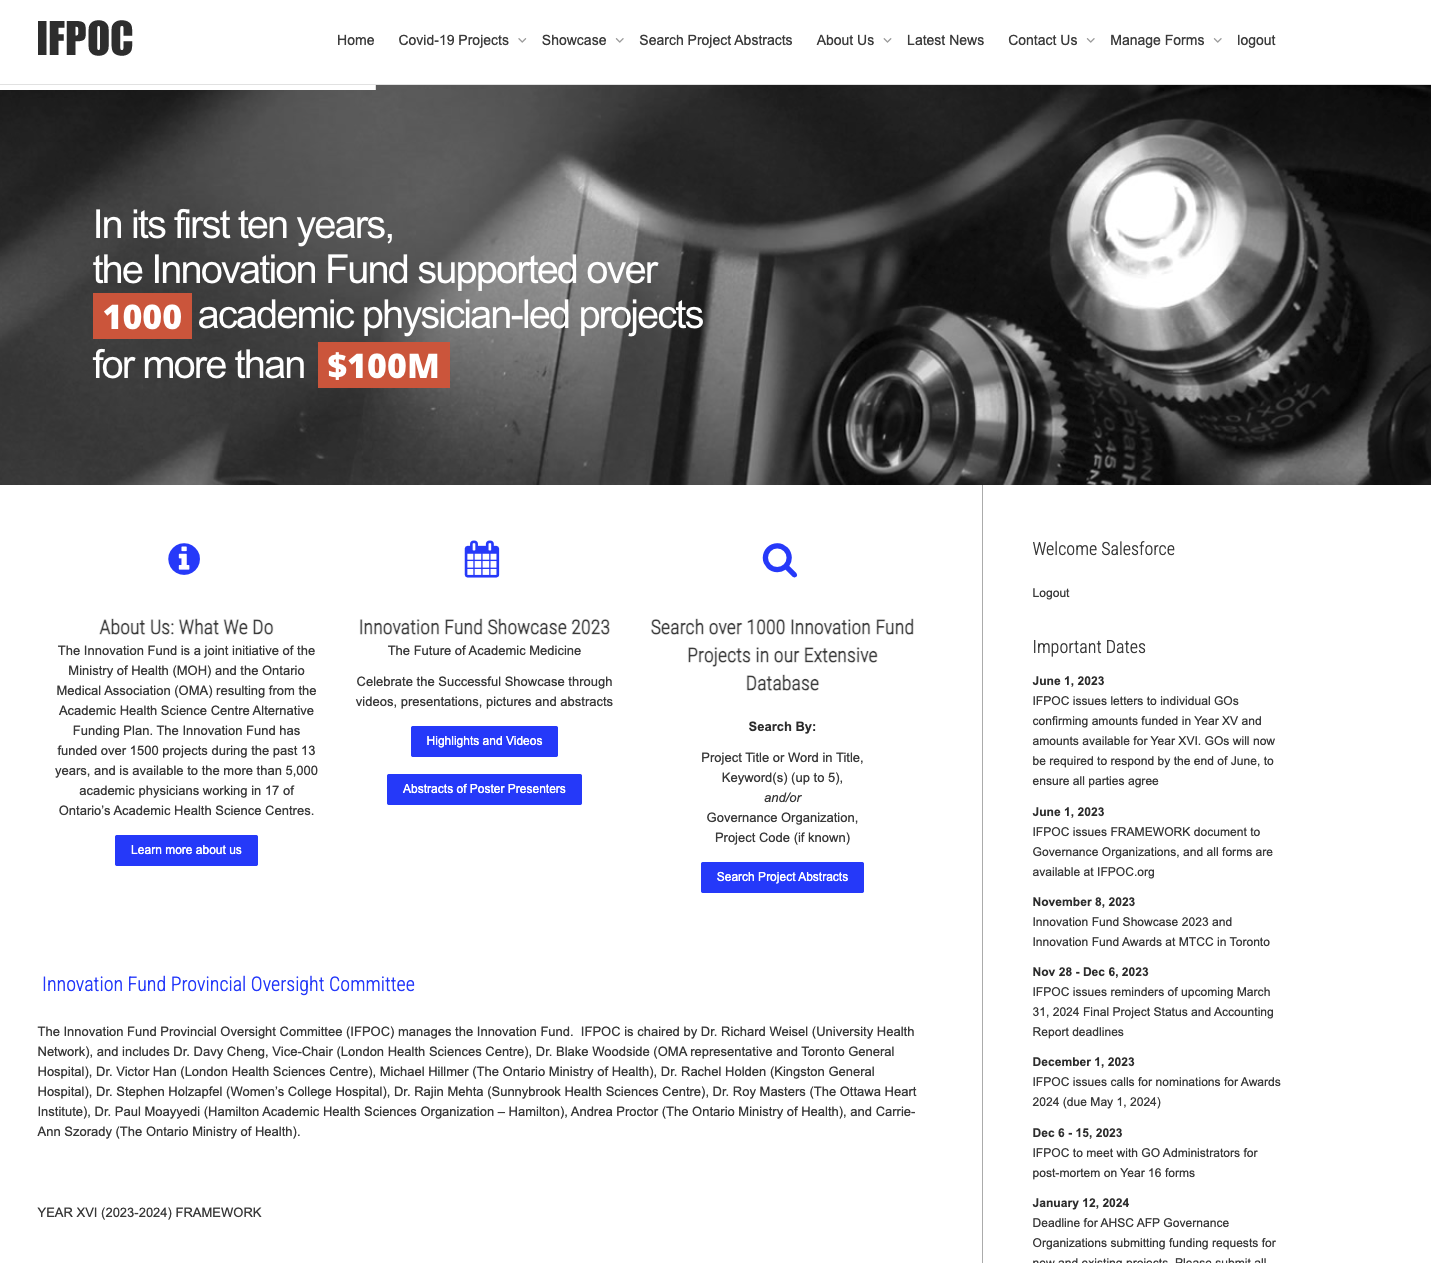 IFPOC
Home Covid-19 Projects Showcase Search Project Abstracts About Us Latest News Contact Us Manage Forms logout
In its first ten years,
the Innovation Fund supported over
1000 academic physician-led projects
for more than $100M
About Us: What We Do
The Innovation Fund is a joint initiative of the
Ministry of Health (MOH) and the Ontario
Medical Association (OMA) resulting from the
Academic Health Science Centre Alternative
Funding Plan. The Innovation Fund has
funded over 1500 projects during the past 13
years, and is available to the more than 5,000
academic physicians working in 17 of
Ontario’s Academic Health Science Centres.
Learn more about us
Innovation Fund Showcase 2023
The Future of Academic Medicine
Celebrate the Successful Showcase through
videos, presentations, pictures and abstracts
Highlights and Videos
Abstracts of Poster Presenters
Search over 1000 Innovation Fund
Projects in our Extensive
Database
Search By:
Project Title or Word in Title,
Keyword(s) (up to 5),
and/or
Governance Organization,
Project Code (if known)
Search Project Abstracts
Innovation Fund Provincial Oversight Committee
The Innovation Fund Provincial Oversight Committee (IFPOC) manages the Innovation Fund.  IFPOC is chaired by Dr. Richard Weisel (University Health
Network), and includes Dr. Davy Cheng, Vice-Chair (London Health Sciences Centre), Dr. Blake Woodside (OMA representative and Toronto General
Hospital), Dr. Victor Han (London Health Sciences Centre), Michael Hillmer (The Ontario Ministry of Health), Dr. Rachel Holden (Kingston General
Hospital), Dr. Stephen Holzapfel (Women’s College Hospital), Dr. Rajin Mehta (Sunnybrook Health Sciences Centre), Dr. Roy Masters (The Ottawa Heart
Institute), Dr. Paul Moayyedi (Hamilton Academic Health Sciences Organization – Hamilton), Andrea Proctor (The Ontario Ministry of Health), and Carrie-
Ann Szorady (The Ontario Ministry of Health).
YEAR XVI (2023-2024) FRAMEWORK
Welcome Salesforce
Logout
Important Dates
June 1, 2023
IFPOC issues letters to individual GOs
confirming amounts funded in Year XV and
amounts available for Year XVI. GOs will now
be required to respond by the end of June, to
ensure all parties agree
June 1, 2023
IFPOC issues FRAMEWORK document to
Governance Organizations, and all forms are
available at IFPOC.org
November 8, 2023
Innovation Fund Showcase 2023 and
Innovation Fund Awards at MTCC in Toronto
Nov 28 - Dec 6, 2023
IFPOC issues reminders of upcoming March
31, 2024 Final Project Status and Accounting
Report deadlines
December 1, 2023
IFPOC issues calls for nominations for Awards
2024 (due May 1, 2024)
Dec 6 - 15, 2023
IFPOC to meet with GO Administrators for
post-mortem on Year 16 forms
January 12, 2024
Deadline for AHSC AFP Governance
Organizations submitting funding requests for
new and existing projects. Please submit all